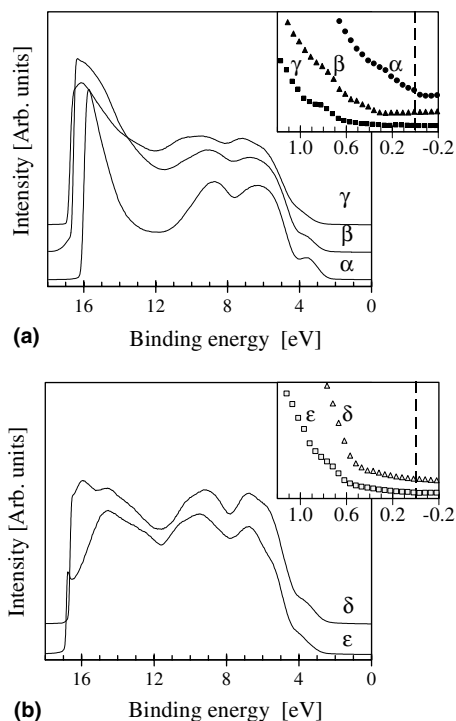 Intensity [Arb. units]
γ
β
α
1.0 0.6 0.2 -0.2
γ
β
α
16 12 8 4 0
(a)
Binding energy [eV]
Intensity [Arb. units]
ε
δ
1.0 0.6 0.2 -0.2
δ
ε
16 12 8 4 0
(b)
Binding energy [eV]